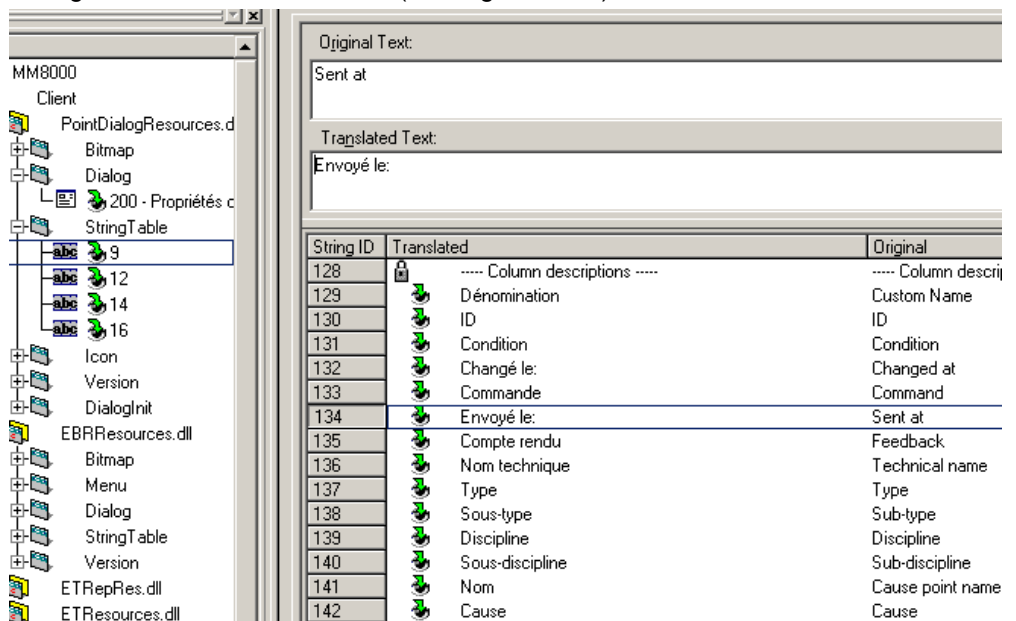 Original Text:
Sent at
Translated Text:
Envoyé le:
MM8000
Client
PointDialogResources.d
Bitmap
Dialog
200 - Propriétés c
StringTable
abc 9
abc 12
abc 14
abc 16
Icon
Version
DialogInit
EBRResources.dll
Bitmap
Menu
Dialog
StringTable
Version
ETRepRes.dll
ETResources.dll
String ID Translated Original
128 ----- Column descriptions ----- ----- Column descrip
129 Dénomination Custom Name
130 ID ID
131 Condition Condition
132 Changé le: Changed at
133 Commande Command
134 Envoyé le: Sent at
135 Compte rendu Feedback
136 Nom technique Technical name
137 Type Type
138 Sous-type Sub-type
139 Discipline Discipline
140 Sous-discipline Sub-discipline
141 Nom Cause point name
142 Cause Cause